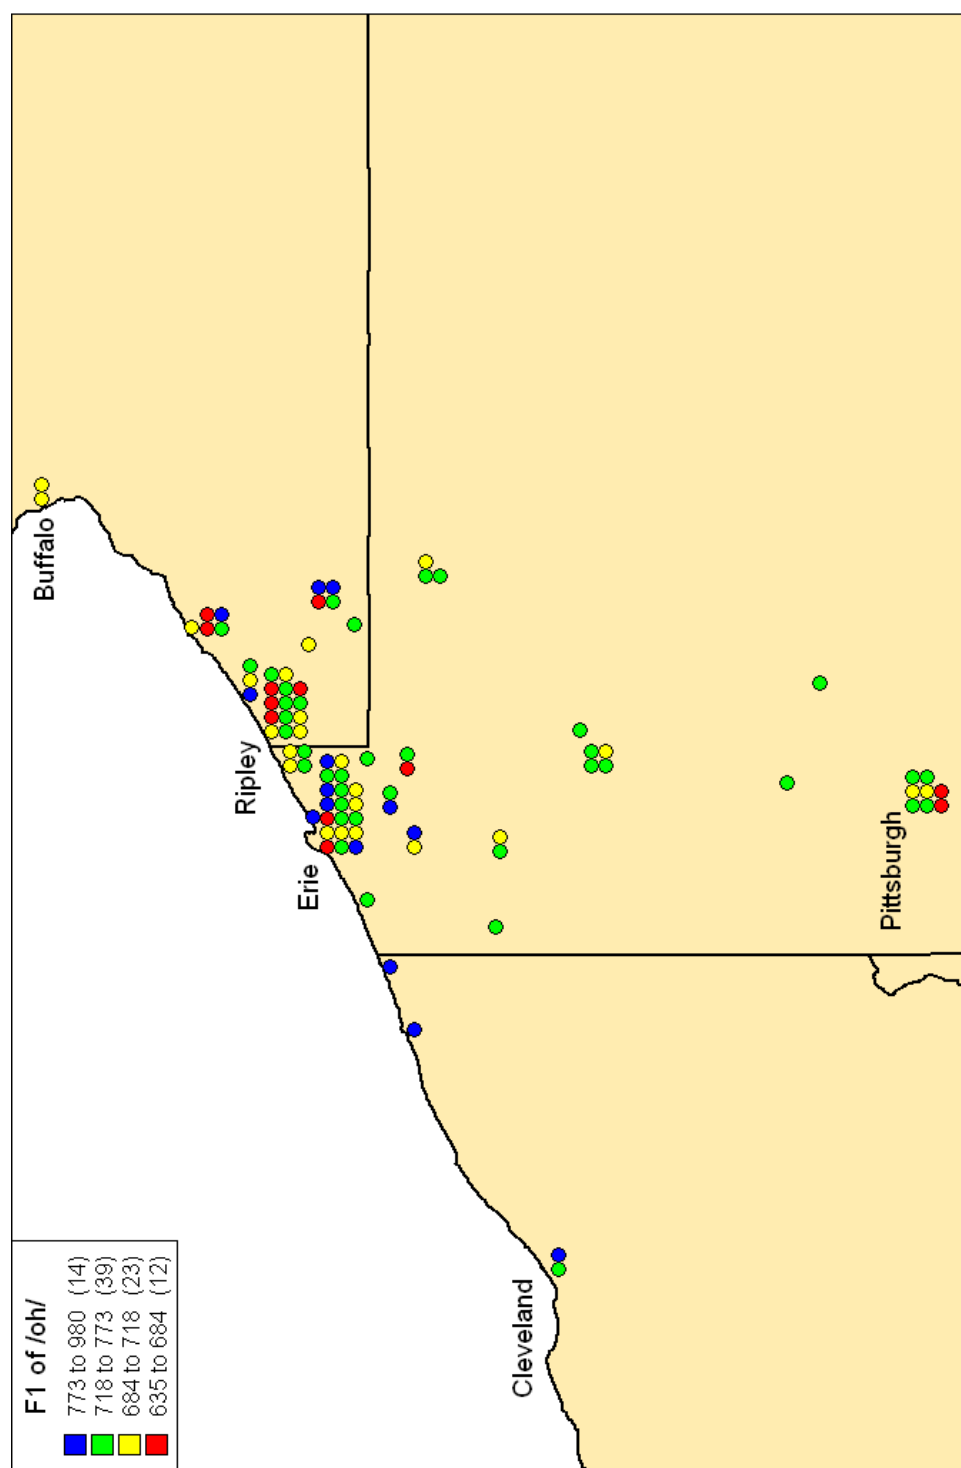 F1 of /oh/
773 to 980 (14)
718 to 773 (39)
684 to 718 (23)
635 to 684 (12)
Cleveland
Erie
Ripley
Buffalo
Pittsburgh